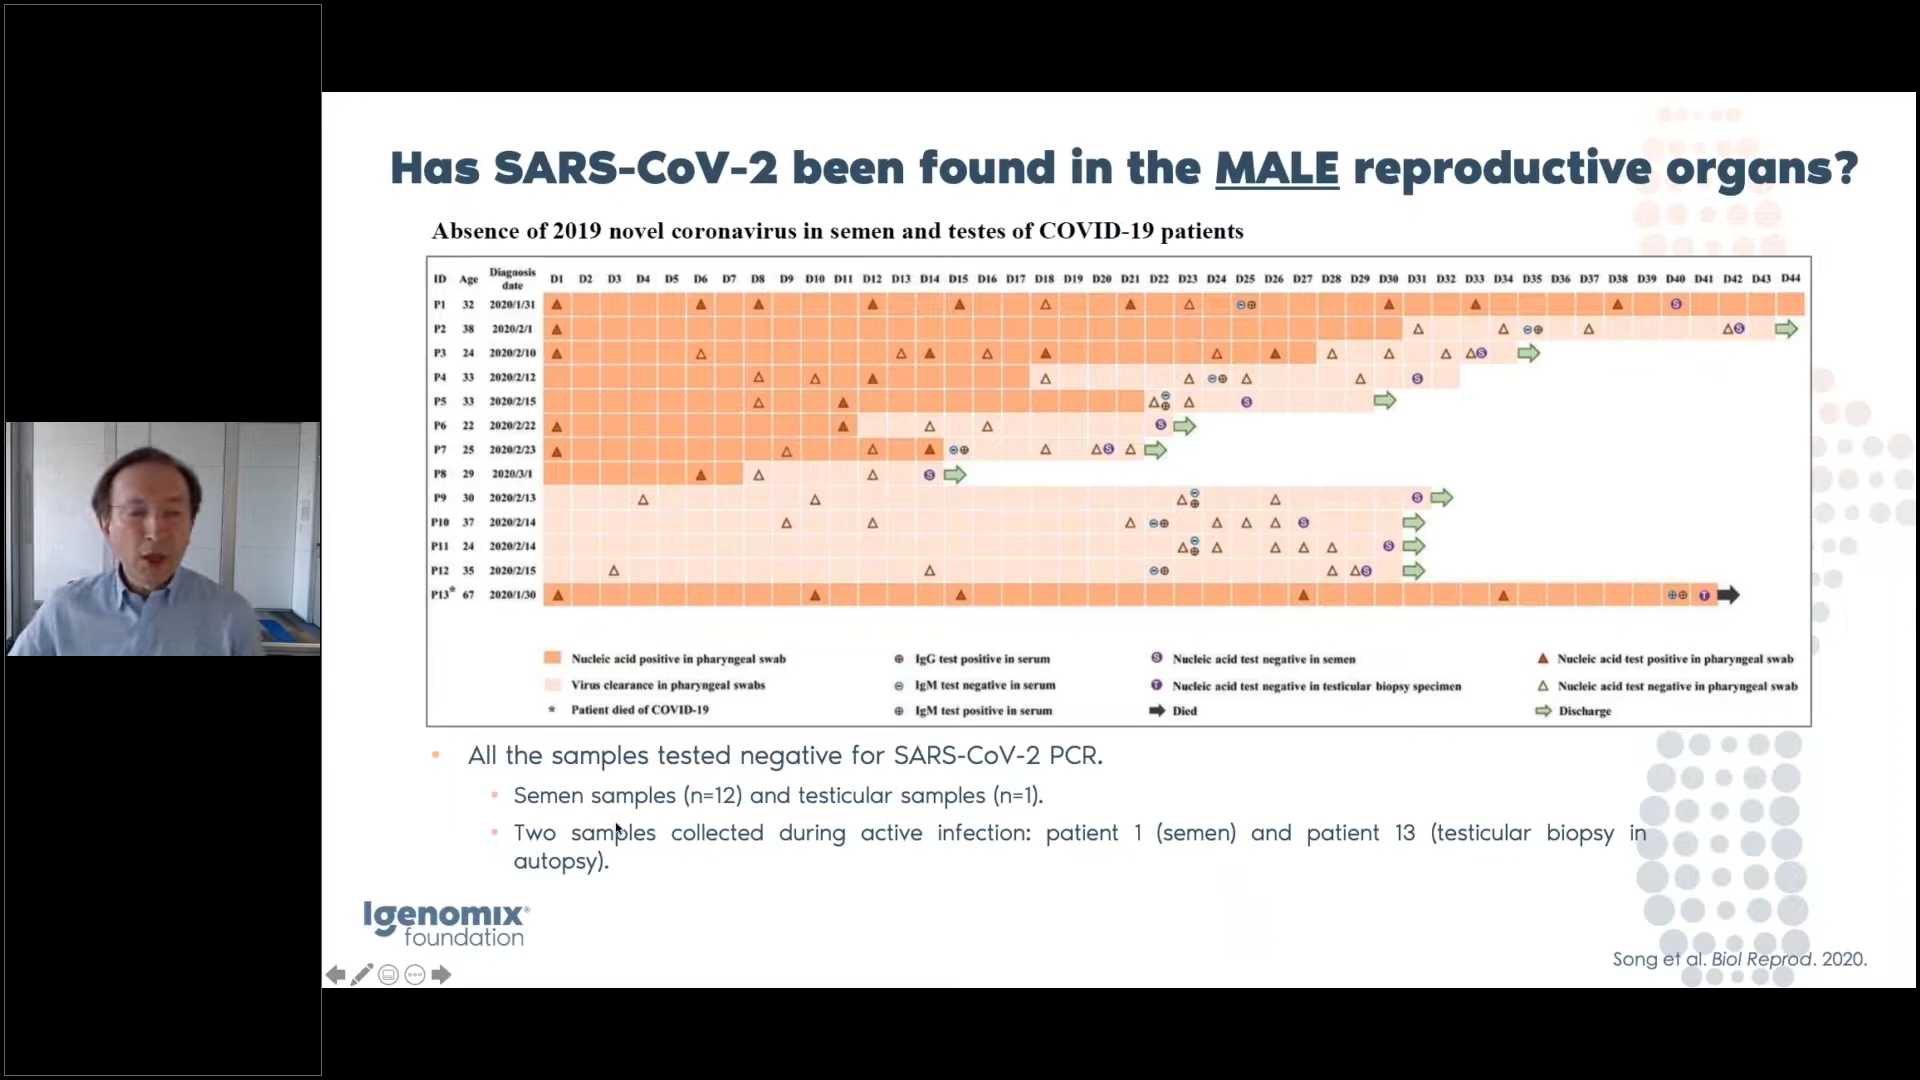 Has SARS-CoV-2 been found in the MALE reproductive organs?
Absence of 2019 novel coronavirus in semen and testes of COVID-19 patients
ID Age Diagnosis date D1 D2 D3 D4 D5 D6 D7 D8 D9 D10 D11 D12 D13 D14 D15 D16 D17 D18 D19 D20 D21 D22 D23 D24 D25 D26 D27 D28 D29 D30 D31 D32 D33 D34 D35 D36 D37 D38 D39 D40 D41 D42 D43 D44
P1 32 2020/1/31 S
P2 38 2020/2/1 S
P3 24 2020/2/10 S
P4 33 2020/2/12 S
P5 33 2020/2/15 S
P6 22 2020/2/22 S
P7 25 2020/2/23 S
P8 29 2020/3/1 S
P9 30 2020/2/13 S
P10 37 2020/2/14 S
P11 24 2020/2/14 S
P12 35 2020/2/15 S
P13* 67 2020/1/30 T
Nucleic acid positive in pharyngeal swab
IgG test positive in serum
S Nucleic acid test negative in semen
Nucleic acid test positive in pharyngeal swab
Virus clearance in pharyngeal swabs
IgM test negative in serum
T Nucleic acid test negative in testicular biopsy specimen
Nucleic acid test negative in pharyngeal swab
* Patient died of COVID-19
IgM test positive in serum
Died
Discharge
• All the samples tested negative for SARS-CoV-2 PCR.
• Semen samples (n=12) and testicular samples (n=1).
• Two samples collected during active infection: patient 1 (semen) and patient 13 (testicular biopsy in
autopsy).
Igenomix®
foundation
Song et al. Biol Reprod. 2020.